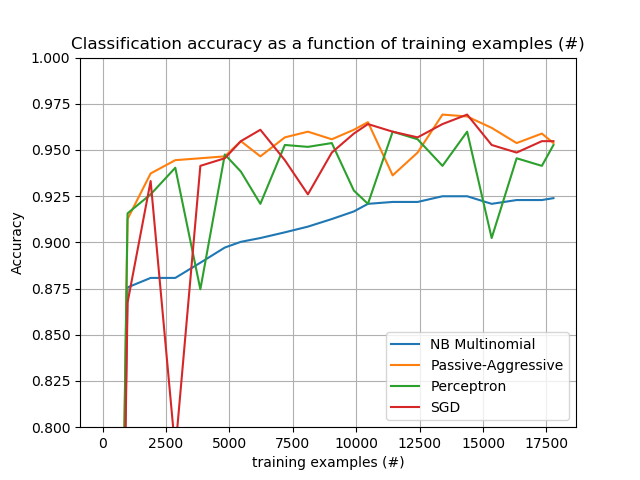 Classification accuracy as a function of training examples (#)
1.000
0.975
0.950
0.925
0.900
0.875
0.850
0.825
0.800
Accuracy
NB Multinomial
Passive-Aggressive
Perceptron
SGD
0 2500 5000 7500 10000 12500 15000 17500
training examples (#)